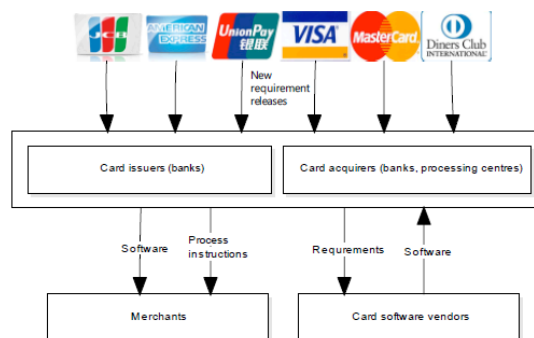 JCB
AMERICAN
EXPRESS
UnionPay
银联
VISA
MasterCard
Diners Club
INTERNATIONAL
New
requirement
releases
Card issuers (banks)
Card acquirers (banks, processing centres)
Software
Process
instructions
Requrements
Software
Merchants
Card software vendors